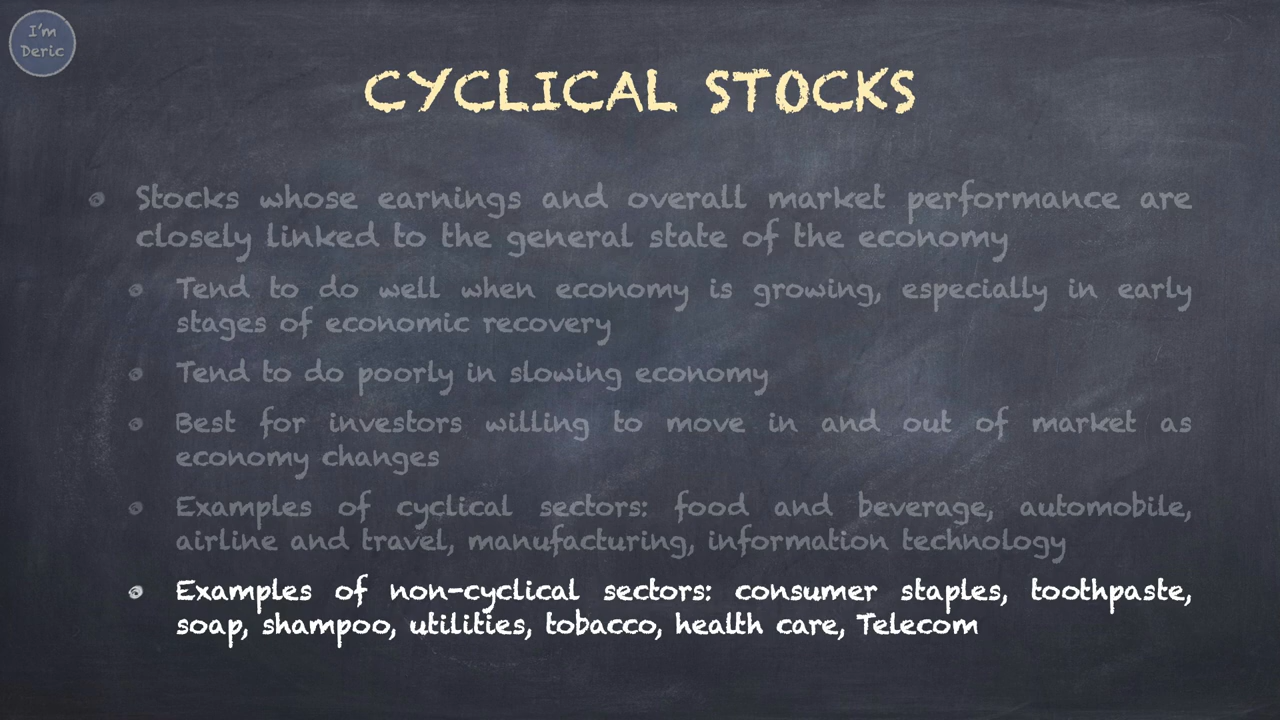 I'm
Deric
CYCLICAL STOCKS
Stocks whose earnings and overall market performance are
closely linked to the general state of the economy
Tend to do well when economy is growing, especially in early
stages of economic recovery
Tend to do poorly in slowing economy
Best for investors willing to move in and out of market as
economy changes
Examples of cyclical sectors: food and beverage, automobile,
airline and travel, manufacturing, information technology
Examples of non-cyclical sectors: consumer staples, toothpaste,
soap, shampoo, utilities, tobacco, health care, Telecom